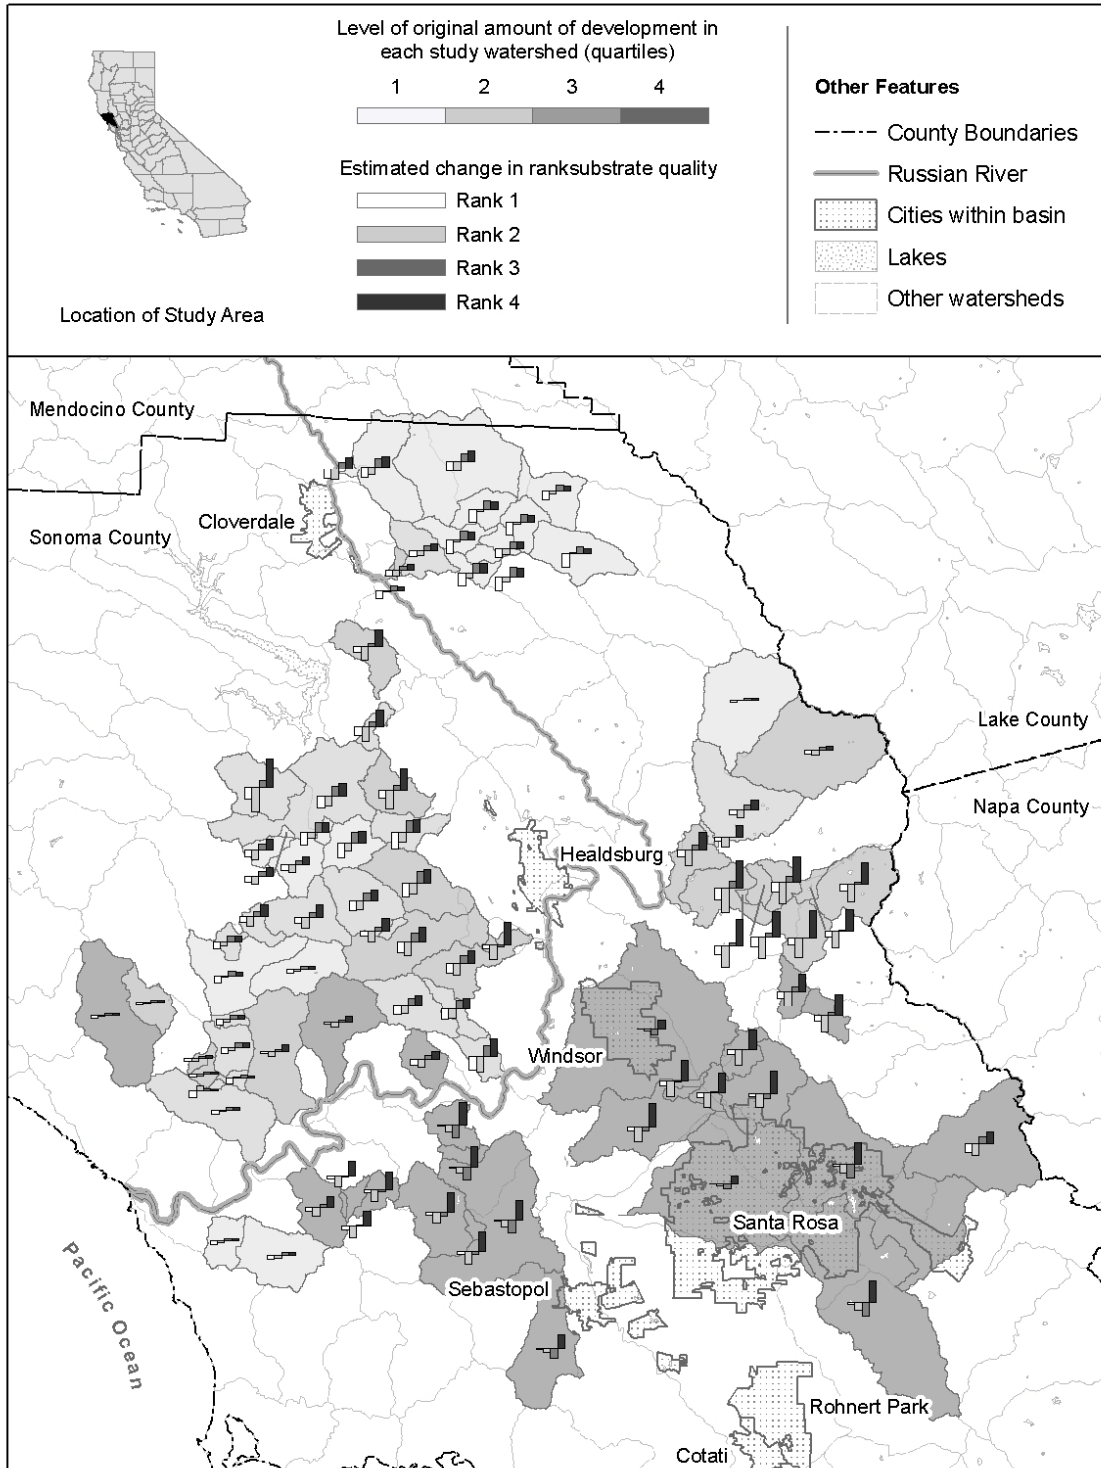 Level of original amount of development in
each study watershed (quartiles)
1 2 3 4
Estimated change in ranksubstrate quality
Rank 1
Rank 2
Rank 3
Rank 4
Location of Study Area
Other Features
County Boundaries
Russian River
Cities within basin
Lakes
Other watersheds
Mendocino County
Sonoma County
Cloverdale
Lake County
Napa County
Healdsburg
Windsor
Santa Rosa
Sebastopol
Pacific Ocean
Rohnert Park
Cotati